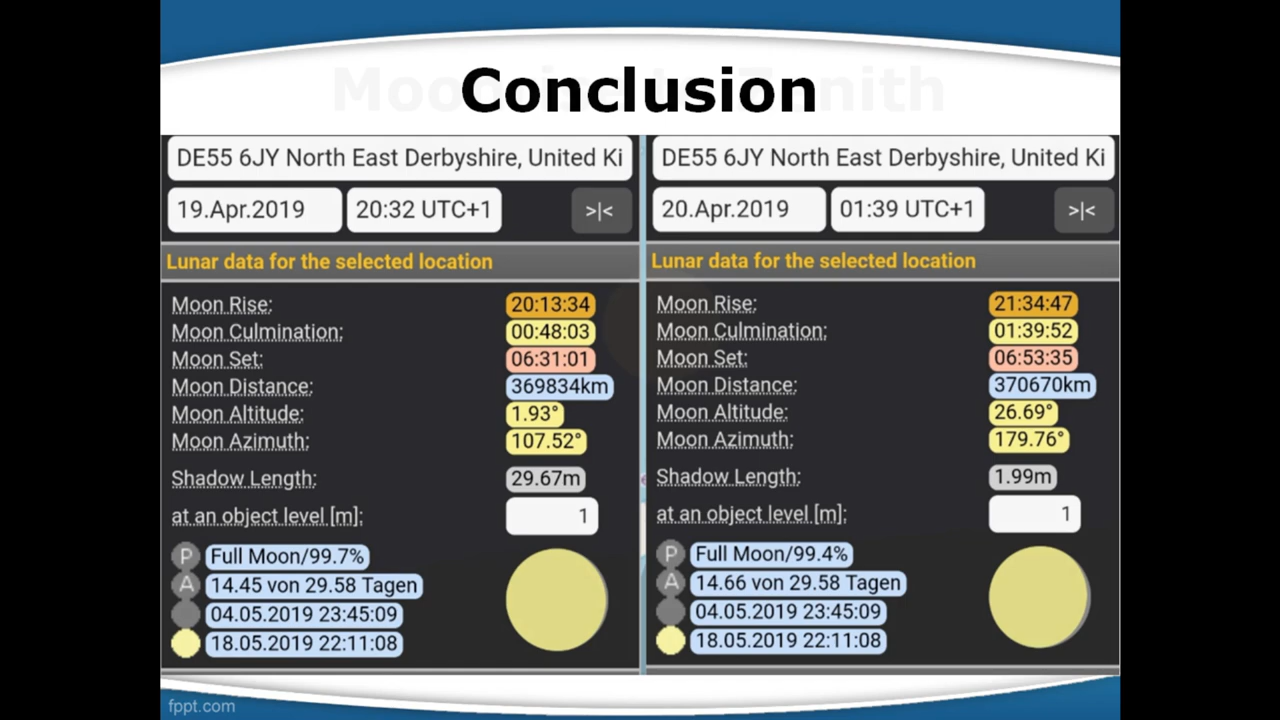 Conclusion
DE55 6JY North East Derbyshire, United Ki
19.Apr.2019 20:32 UTC+1 >|<
Lunar data for the selected location
Moon Rise: 20:13:34
Moon Culmination: 00:48:03
Moon Set: 06:31:01
Moon Distance: 369834km
Moon Altitude: 1.93°
Moon Azimuth: 107.52°
Shadow Length: 29.67m
at an object level [m]: 1
P Full Moon/99.7%
A 14.45 von 29.58 Tagen
04.05.2019 23:45:09
18.05.2019 22:11:08
DE55 6JY North East Derbyshire, United Ki
20.Apr.2019 01:39 UTC+1 >|<
Lunar data for the selected location
Moon Rise: 21:34:47
Moon Culmination: 01:39:52
Moon Set: 06:53:35
Moon Distance: 370670km
Moon Altitude: 26.69°
Moon Azimuth: 179.76°
Shadow Length: 1.99m
at an object level [m]: 1
P Full Moon/99.4%
A 14.66 von 29.58 Tagen
04.05.2019 23:45:09
18.05.2019 22:11:08
fppt.com